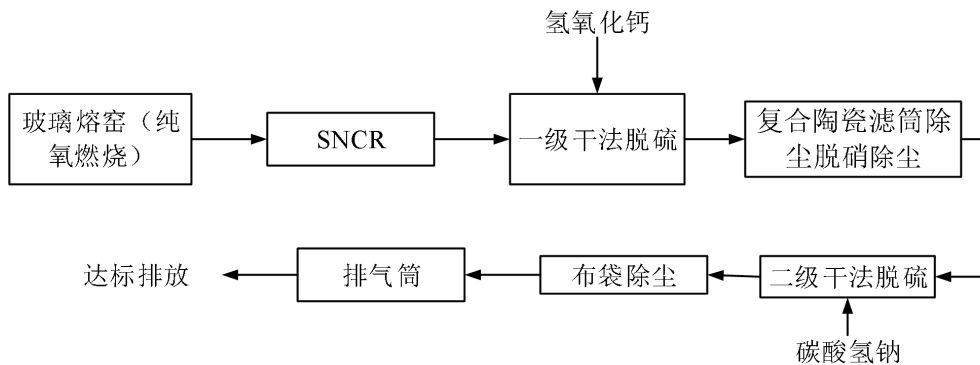 氢氧化钙
玻璃熔窑（纯
氧燃烧）
SNCR
一级干法脱硫
复合陶瓷滤筒除
尘脱硝除尘
达标排放
排气筒
布袋除尘
二级干法脱硫
碳酸氢钠